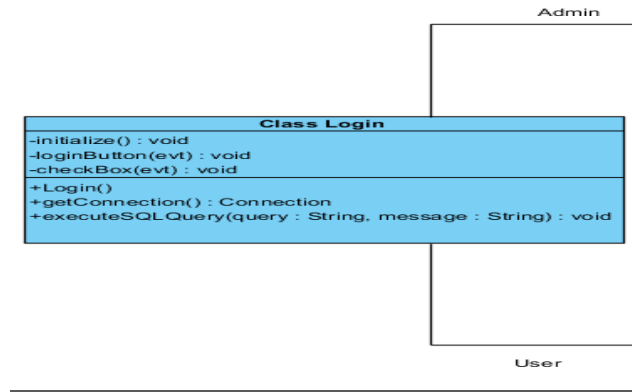 Admin
Class Login
-initialize() : void
-loginButton(evt) : void
-checkBox(evt) : void
+Login()
+getConnection() : Connection
+executeSQLQuery(query : String, message : String) : void
User